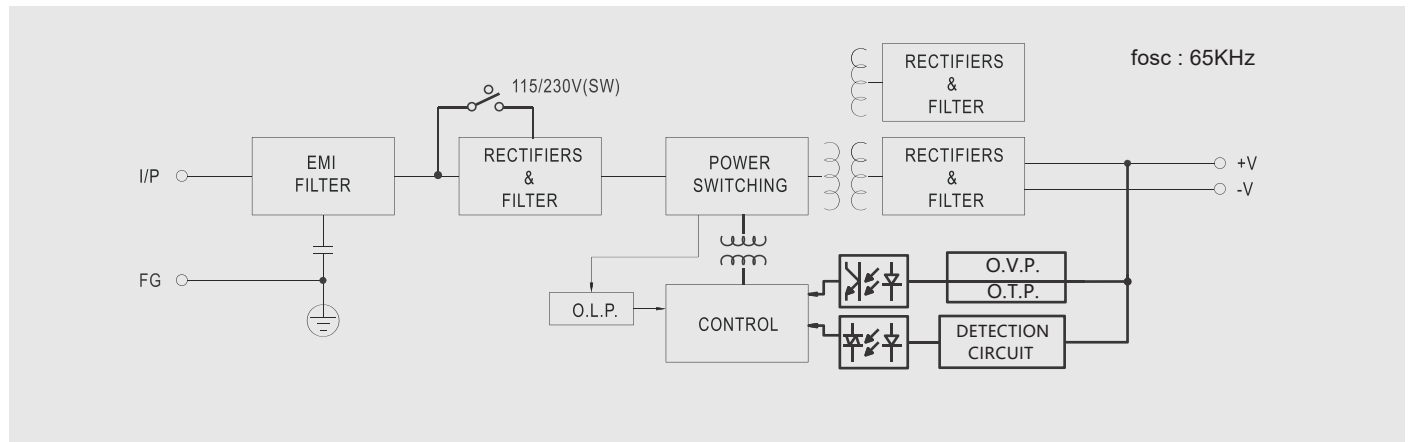 fosc : 65KHz
RECTIFIERS
&
FILTER
115/230V(SW)
I/P
EMI
FILTER
RECTIFIERS
&
FILTER
POWER
SWITCHING
RECTIFIERS
&
FILTER
+V
-V
FG
O.L.P.
CONTROL
O.V.P.
O.T.P.
DETECTION
CIRCUIT